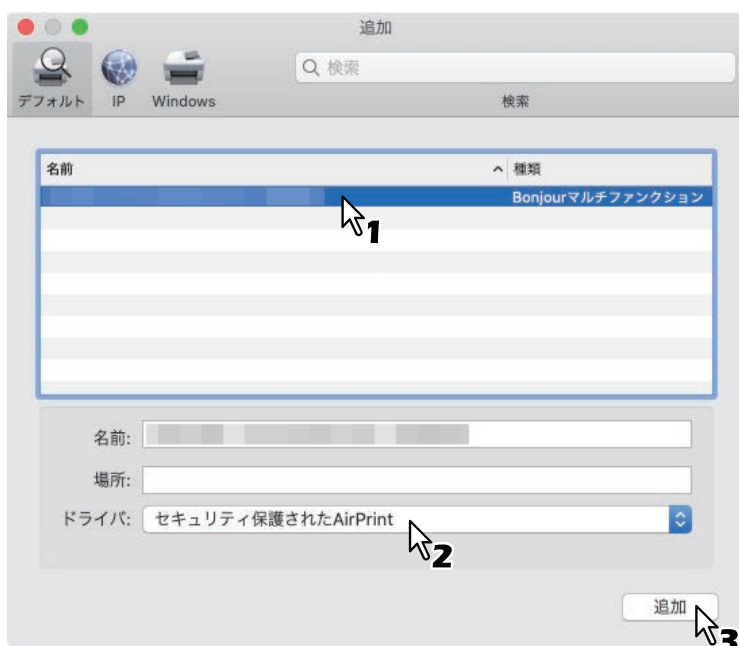 追加
デフォルト IP Windows
検索
検索
名前 種類
Bonjourマルチファンクション
1
名前:
場所:
ドライバ: セキュリティ保護されたAirPrint
2
追加
3